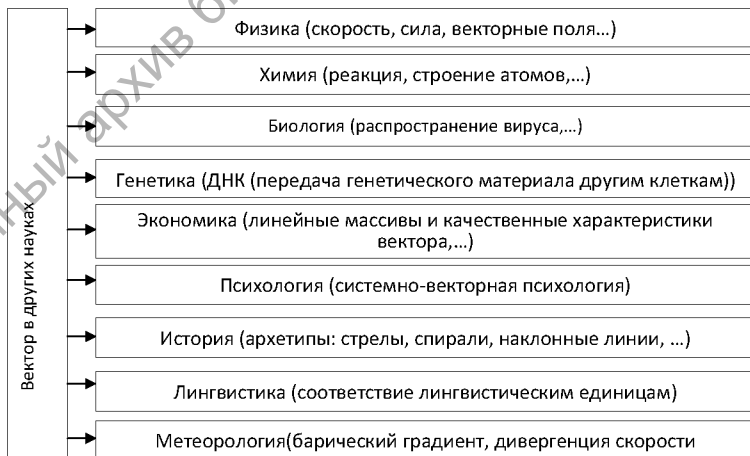 Вектор в других науках
Физика (скорость, сила, векторные поля…)
Химия (реакция, строение атомов,…)
Биология (распространение вируса,…)
Генетика (ДНК (передача генетического материала другим клеткам))
Экономика (линейные массивы и качественные характеристики
вектора,…)
Психология (системно-векторная психология)
История (архетипы: стрелы, спирали, наклонные линии, …)
Лингвистика (соответствие лингвистическим единицам)
Метеорология(барический градиент, дивергенция скорости
архив